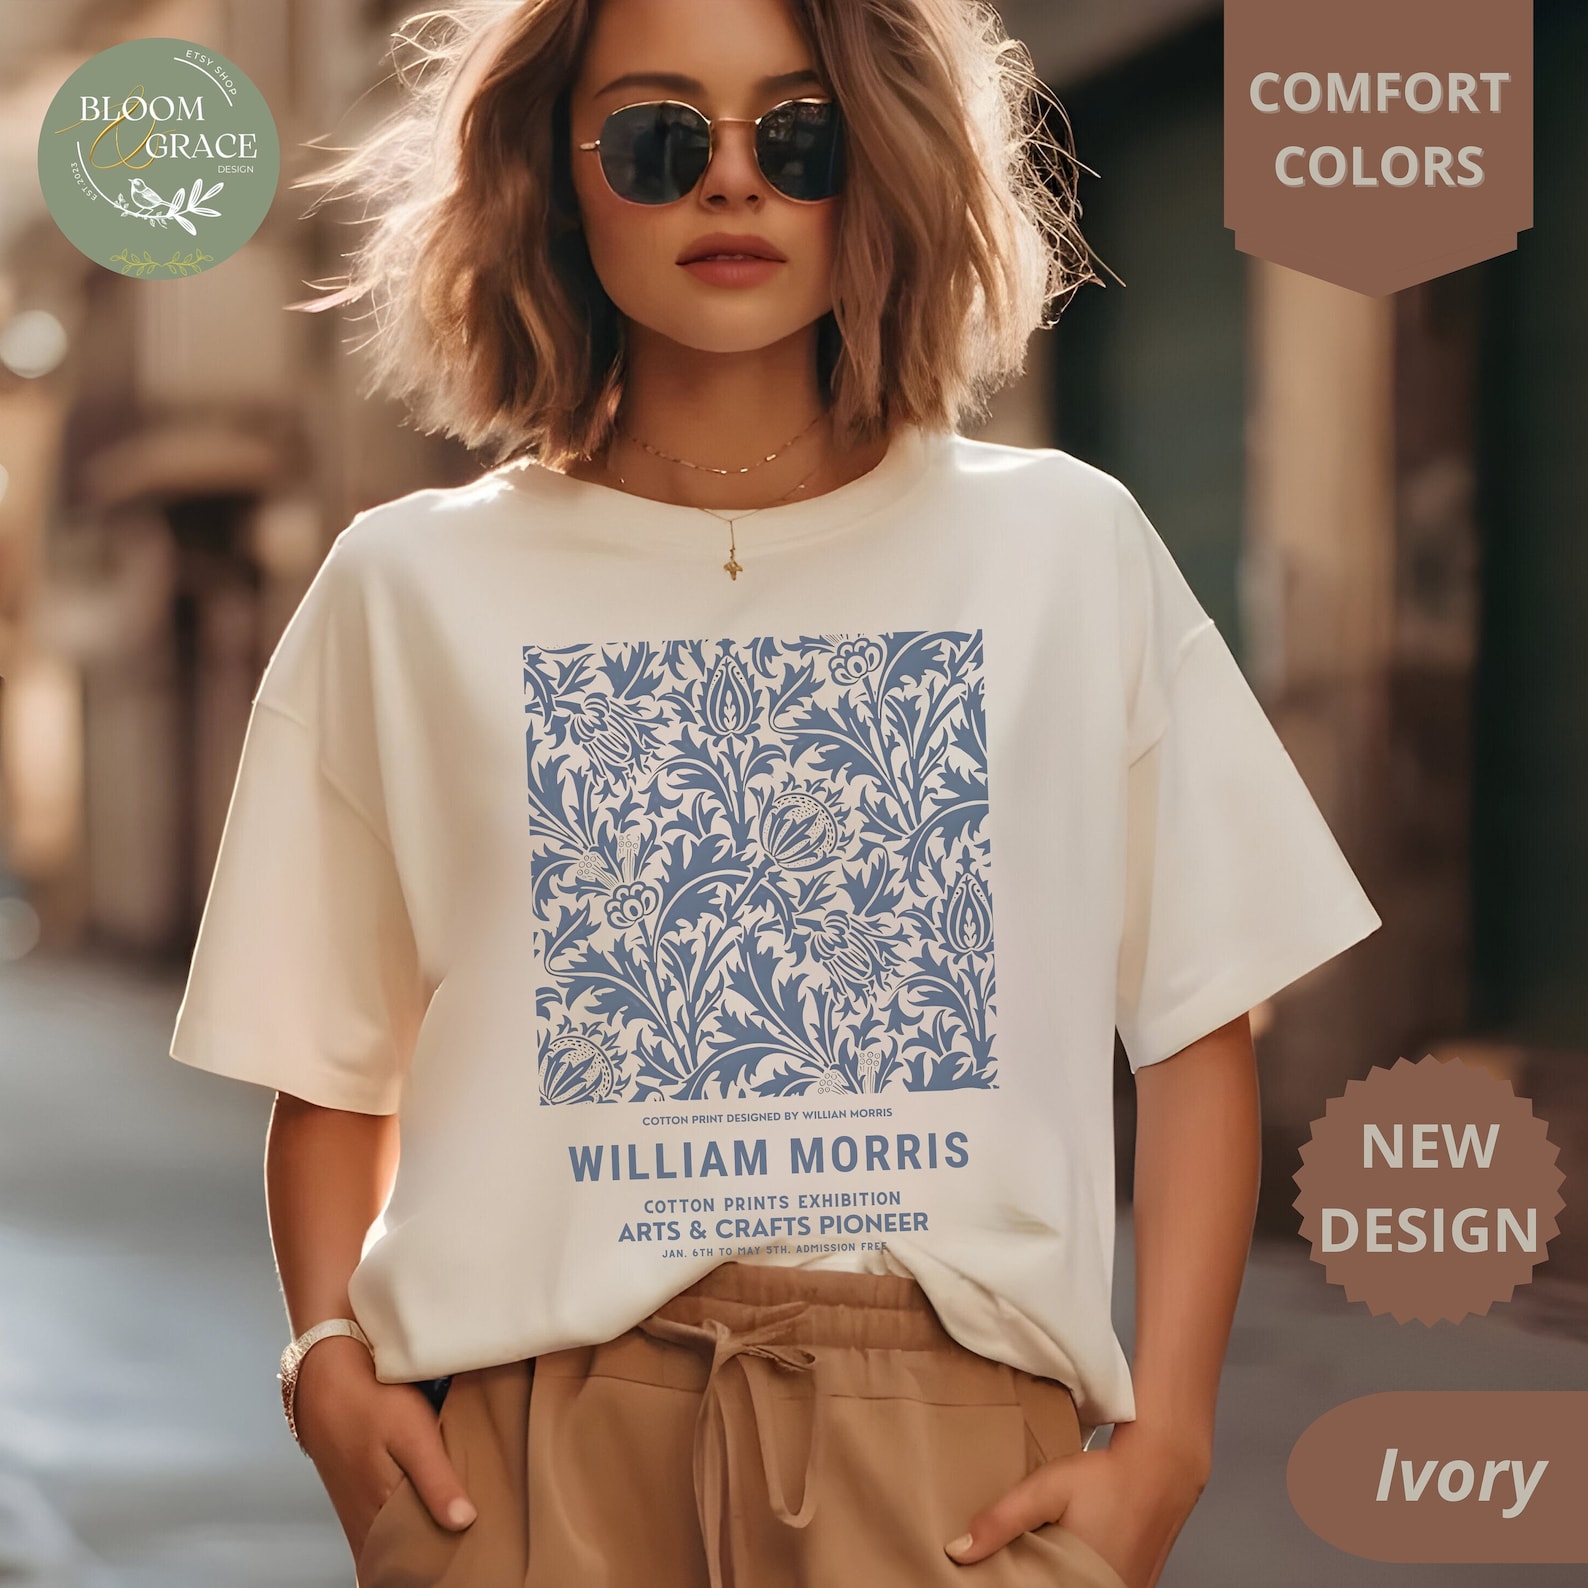 ETSY SHOP
BLOOM
&
GRACE
DESIGN
EST 2023
COMFORT
COLORS
COTTON PRINT DESIGNED BY WILLIAN MORRIS
WILLIAM MORRIS
COTTON PRINTS EXHIBITION
ARTS & CRAFTS PIONEER
JAN. 6TH TO MAY 5TH. ADMISSION FREE
NEW
DESIGN
Ivory